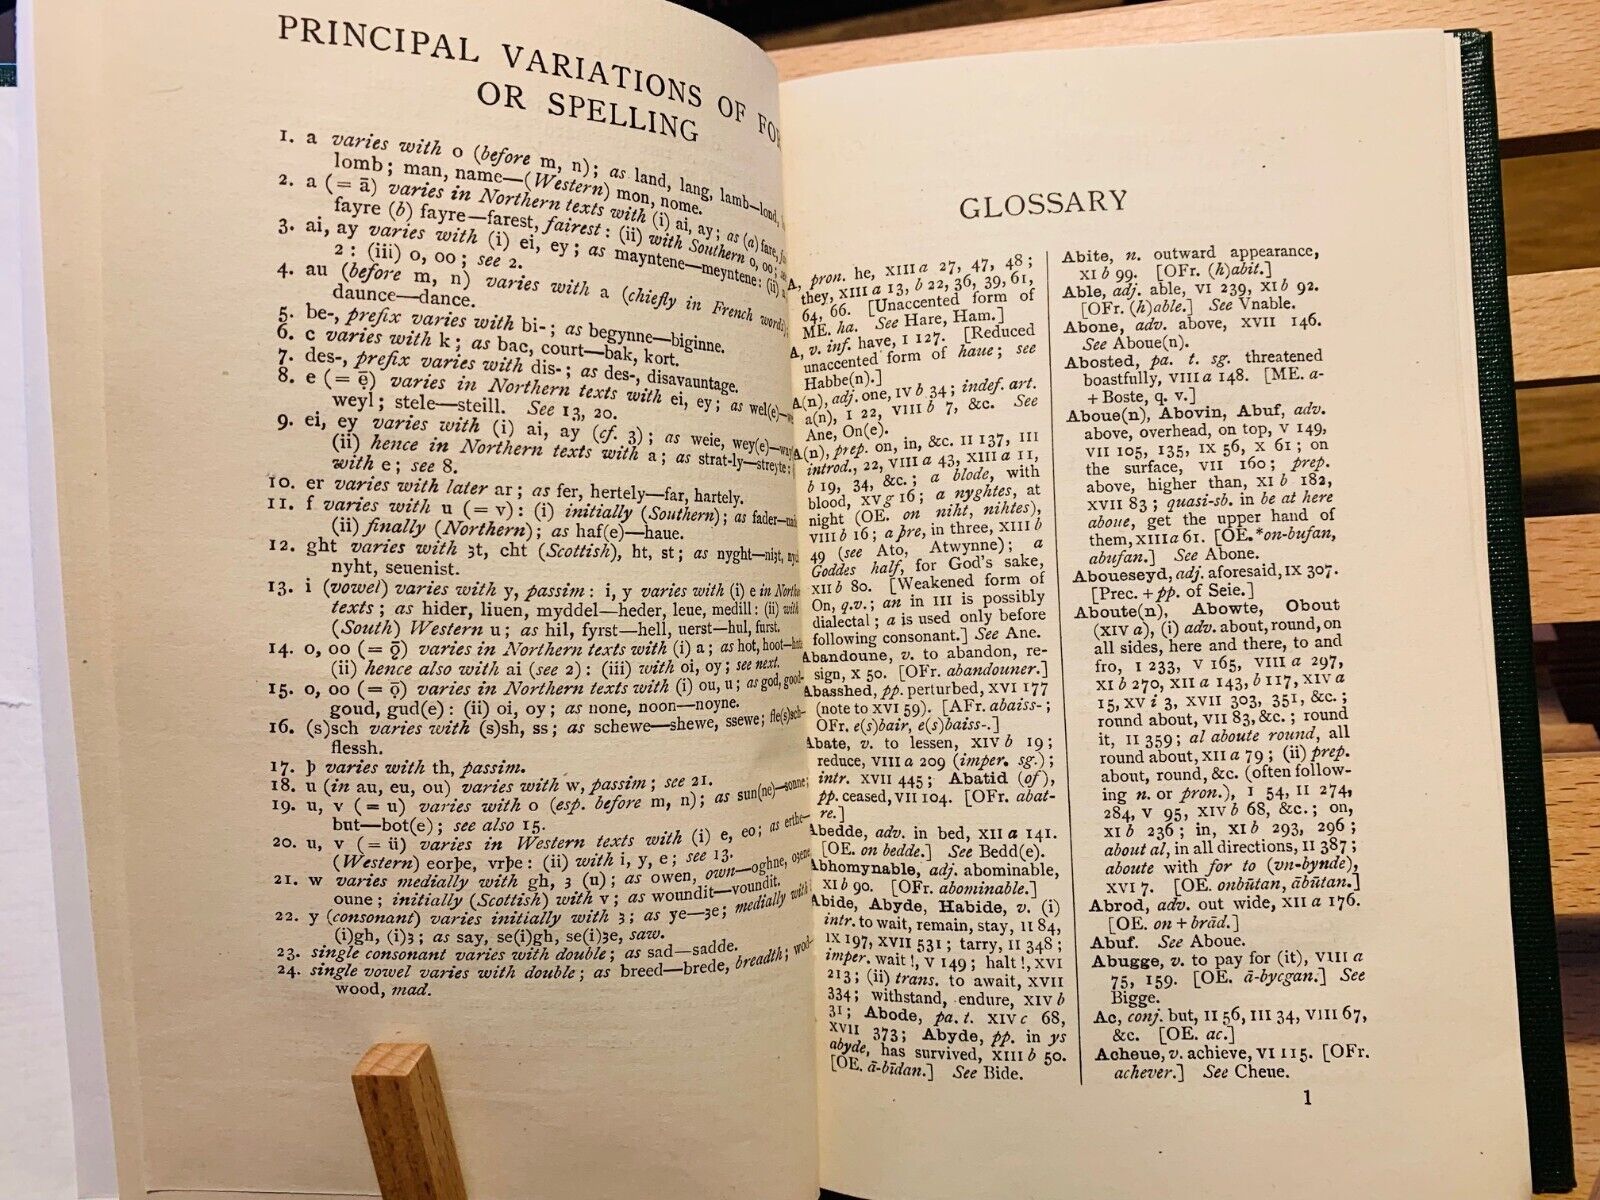 PRINCIPAL VARIATIONS OF
OR SPELLING
1. a varies with o (before m, n); as land, lang, lamb—lond,
lomb; man, name—(Western) mon, nome.
2. a (= ā) varies in Northern texts with (i) ai, ay; as (a) fare,
fayre (b) fayre—farest, fairest: (ii) with Southern o, oo;
3. ai, ay varies with (i) ei, ey; as mayntene—meyntene: (ii)
2: (iii) o, oo; see 2.
4. au (before m, n) varies with a (chiefly in French words);
daunce—dance.
5. be-, prefix varies with bi-; as begynne—biginne.
6. c varies with k; as bac, court—bak, kort.
7. des-, prefix varies with dis-; as des-, disavauntage.
8. e (= ẹ̄) varies in Northern texts with ei, ey; as wel(e)—
weyl; stele—steill. See 13, 20.
9. ei, ey varies with (i) ai, ay (cf. 3); as weie, wey(e)—
(ii) hence in Northern texts with a; as strat-ly—streyte:
with e; see 8.
10. er varies with later ar; as fer, hertely—far, hartely.
11. f varies with u (= v): (i) initially (Southern); as fader—
(ii) finally (Northern); as haf(e)—haue.
12. ght varies with ȝt, cht (Scottish), ht, st; as nyght—niȝt,
nyht, seuenist.
13. i (vowel) varies with y, passim: i, y varies with (i) e in
texts; as hider, liuen, myddel—heder, leue, medill: (ii) with
(South) Western u; as hil, fyrst—hell, uerst—hul, furst.
14. o, oo (= ǭ) varies in Northern texts with (i) a; as hot, hoot—
(ii) hence also with ai (see 2): (iii) with oi, oy; see next.
15. o, oo (= ọ̄) varies in Northern texts with (i) ou, u; as god, good—
goud, gud(e): (ii) oi, oy; as none, noon—noyne.
16. (s)sch varies with (s)sh, ss; as schewe—shewe, ssewe; fle(s)sch—
flessh.
17. þ varies with th, passim.
18. u (in au, eu, ou) varies with w, passim; see 21.
19. u, v (= u) varies with o (esp. before m, n); as sun(ne)—sonne;
but—bot(e); see also 15.
20. u, v (= ü) varies in Western texts with (i) e, eo; as erthe—
(Western) eorþe, vrþe: (ii) with i, y, e; see 13.
21. w varies medially with gh, ȝ (u); as owen, own—oghne, oȝene,
oune; initially (Scottish) with v; as woundit—voundit.
22. y (consonant) varies initially with ȝ; as ye—ȝe; medially with
(i)gh, (i)ȝ; as say, se(i)gh, se(i)ȝe, saw.
23. single consonant varies with double; as sad—sadde.
24. single vowel varies with double; as breed—brede, breadth; wod—
wood, mad.
GLOSSARY
A, pron. he, XIII a 27, 47, 48;
they, XIII a 13, b 22, 36, 39, 61,
64, 66. [Unaccented form of
ME. ha. See Hare, Ham.]
A, v. inf. have, I 127. [Reduced
unaccented form of haue; see
Habbe(n).]
A(n), adj. one, IV b 34; indef. art.
a(n), I 22, VIII b 7, &c. See
Ane, On(e).
A(n), prep. on, in, &c. II 137, III
introd., 22, VIII a 43, XIII a 11,
b 19, 34, &c.; a blode, with
blood, XV g 16; a nyghtes, at
night (OE. on niht, nihtes),
VIII b 16; a þre, in three, XIII b
49 (see Ato, Atwynne); a
Goddes half, for God's sake,
XII b 80. [Weakened form of
On, q.v.; an in III is possibly
dialectal; a is used only before
following consonant.] See Ane.
Abandoune, v. to abandon, re-
sign, X 50. [OFr. abandouner.]
Abasshed, pp. perturbed, XVI 177
(note to XVI 59). [AFr. abaiss-;
OFr. e(s)bair, e(s)baiss-.]
Abate, v. to lessen, XIV b 19;
reduce, VIII a 209 (imper. sg.);
intr. XVII 445; Abatid (of),
pp. ceased, VII 104. [OFr. abat-
re.]
Abedde, adv. in bed, XII a 141.
[OE. on bedde.] See Bedd(e).
Abhomynable, adj. abominable,
XI b 90. [OFr. abominable.]
Abide, Abyde, Habide, v. (i)
intr. to wait, remain, stay, II 84,
IX 197, XVII 531; tarry, II 348;
imper. wait!, V 149; halt!, XVI
213; (ii) trans. to await, XVII
334; withstand, endure, XIV b
31; Abode, pa. t. XIV c 68,
XVII 373; Abyde, pp. in ys
abyde, has survived, XIII b 50.
[OE. ā-bīdan.] See Bide.
Abite, n. outward appearance,
XI b 99. [OFr. (h)abit.]
Able, adj. able, VI 239, XI b 92.
[OFr. (h)able.] See Vnable.
Abone, adv. above, XVII 146.
See Aboue(n).
Abosted, pa. t. sg. threatened
boastfully, VIII a 148. [ME. a-
+ Boste, q. v.]
Aboue(n), Abovin, Abuf, adv.
above, overhead, on top, V 149,
VII 105, 135, IX 56, X 61; on
the surface, VII 160; prep.
above, higher than, XI b 182,
XVII 83; quasi-sb. in be at here
aboue, get the upper hand of
them, XIII a 61. [OE. *on-bufan,
abufan.] See Abone.
Aboueseyd, adj. aforesaid, IX 307.
[Prec. + pp. of Seie.]
Aboute(n), Abowte, Obout
(XIV a), (i) adv. about, round, on
all sides, here and there, to and
fro, I 233, V 165, VIII a 297,
XI b 270, XII a 143, b 117, XIV a
15, XV i 3, XVII 303, 351, &c.;
round about, VII 83, &c.; round
it, II 359; al aboute round, all
round about, XII a 79; (ii) prep.
about, round, &c. (often follow-
ing n. or pron.), I 54, II 274,
284, V 95, XIV b 68, &c.; on,
XI b 236; in, XI b 293, 296;
about al, in all directions, II 387;
aboute with for to (vn-bynde),
XVI 7. [OE. onbūtan, ābūtan.]
Abrod, adv. out wide, XII a 176.
[OE. on + brād.]
Abuf. See Aboue.
Abugge, v. to pay for (it), VIII a
75, 159. [OE. ā-bycgan.] See
Bigge.
Ac, conj. but, II 56, III 34, VIII 67,
&c. [OE. ac.]
Acheue, v. achieve, VI 115. [OFr.
achever.] See Cheue.
1